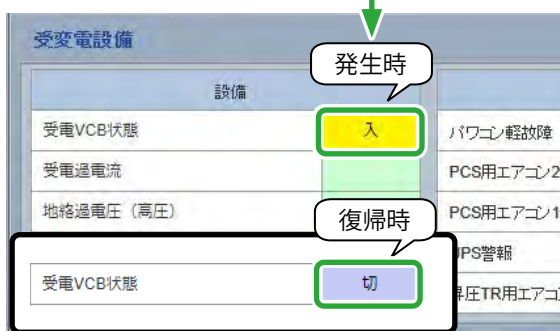 受変電設備
発生時
設備
受電VCB状態 入 パワコン軽故障
受電過電流 PCS用エアコン2
地絡過電圧（高圧） PCS用エアコン1
復帰時
UPS警報
受電VCB状態 切
昇圧TR用エアコ